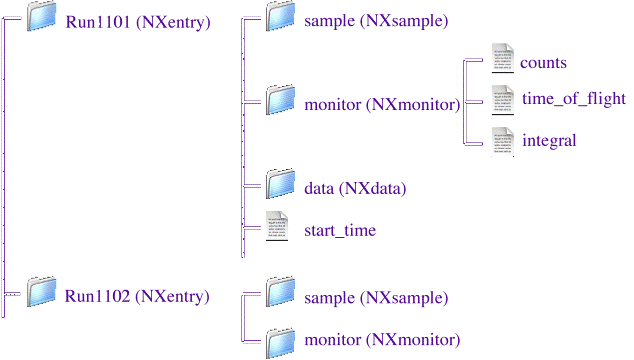 Run1101 (NXentry)
sample (NXsample)
monitor (NXmonitor)
counts
time_of_flight
integral
data (NXdata)
start_time
Run1102 (NXentry)
sample (NXsample)
monitor (NXmonitor)